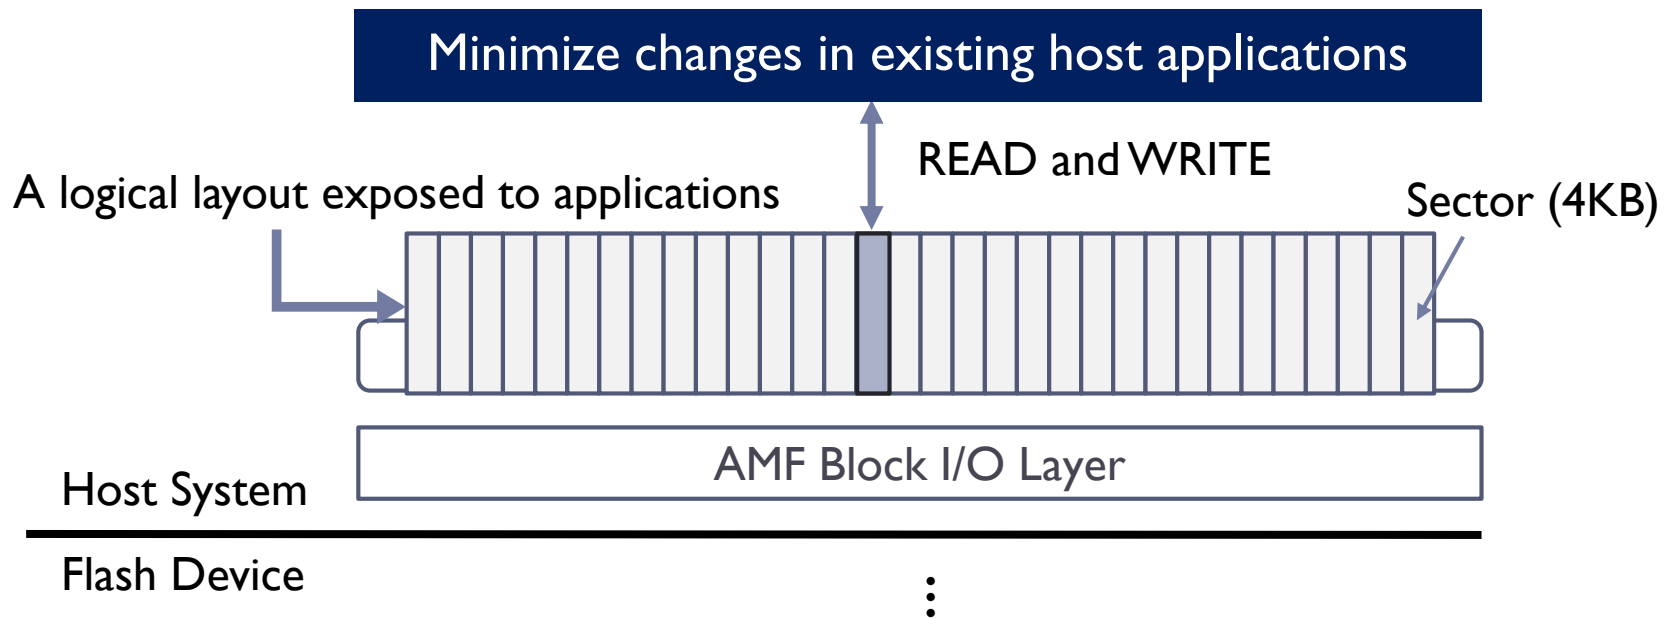 Minimize changes in existing host applications
READ and WRITE
A logical layout exposed to applications
Sector (4KB)
AMF Block I/O Layer
Host System
Flash Device
⋮